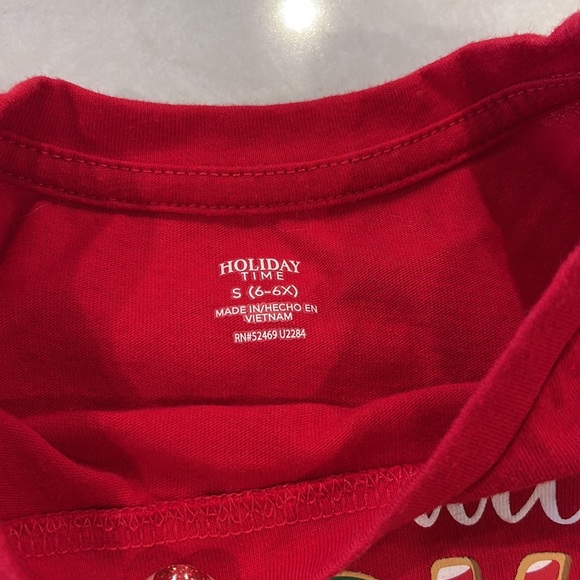 HOLIDAY
TIME
S (6-6X)
MADE IN/HECHO EN
VIETNAM
RN#52469 U2284